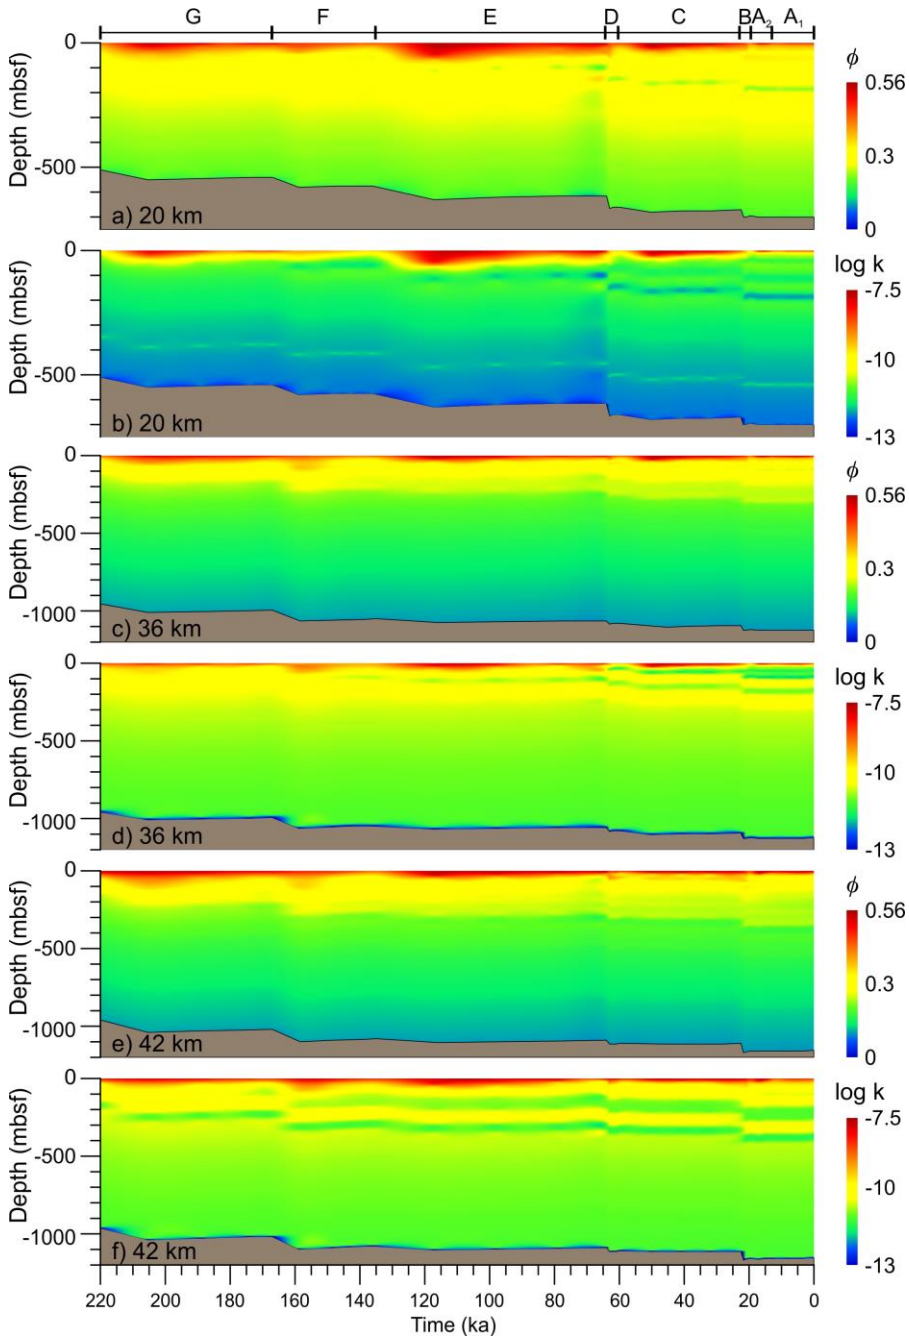 G F E D C B A2 A1
0
-500
Depth (mbsf)
a) 20 km
ϕ
0.56
0.3
0
0
-500
Depth (mbsf)
b) 20 km
log k
-7.5
-10
-13
0
-500
-1000
Depth (mbsf)
c) 36 km
ϕ
0.56
0.3
0
0
-500
-1000
Depth (mbsf)
d) 36 km
log k
-7.5
-10
-13
0
-500
-1000
Depth (mbsf)
e) 42 km
ϕ
0.56
0.3
0
0
-500
-1000
Depth (mbsf)
f) 42 km
log k
-7.5
-10
-13
220 200 180 160 140 120 100 80 60 40 20 0
Time (ka)